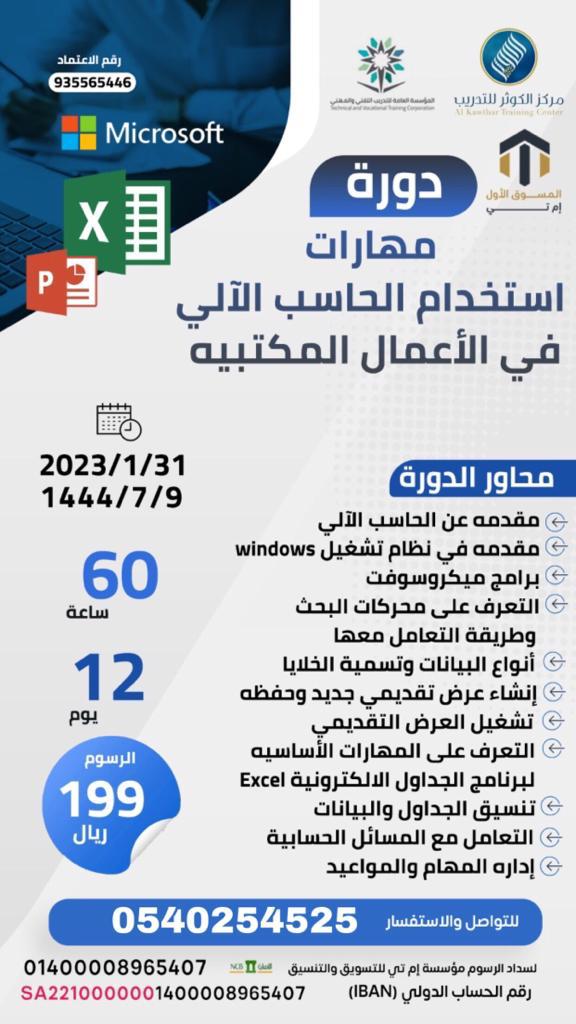 رقم الاعتماد
935565446
Microsoft
X
P
المؤسسة العامة للتدريب التقني والمهني
Technical and Vocational Training Corporation
مركز الكوثر للتدريب
Al Kawthar Training Center
المسوق الأول
إم تي
دورة
مهارات
استخدام الحاسب الآلي
في الأعمال المكتبيه
2023/1/31
1444/7/9
60
ساعة
12
يوم
الرسوم
199
ريال
محاور الدورة
مقدمه عن الحاسب الآلي
مقدمه في نظام تشغيل windows
برامج ميكروسوفت
التعرف على محركات البحث
وطريقة التعامل معها
أنواع البيانات وتسمية الخلايا
إنشاء عرض تقديمي جديد وحفظه
تشغيل العرض التقديمي
التعرف على المهارات الأساسيه
لبرنامج الجداول الالكترونية Excel
تنسيق الجداول والبيانات
التعامل مع المسائل الحسابية
إداره المهام والمواعيد
للتواصل والاستفسار 0540254525
لسداد الرسوم مؤسسة إم تي للتسويق والتنسيق الأهلي NCB 01400008965407
رقم الحساب الدولي (IBAN) SA2210000001400008965407